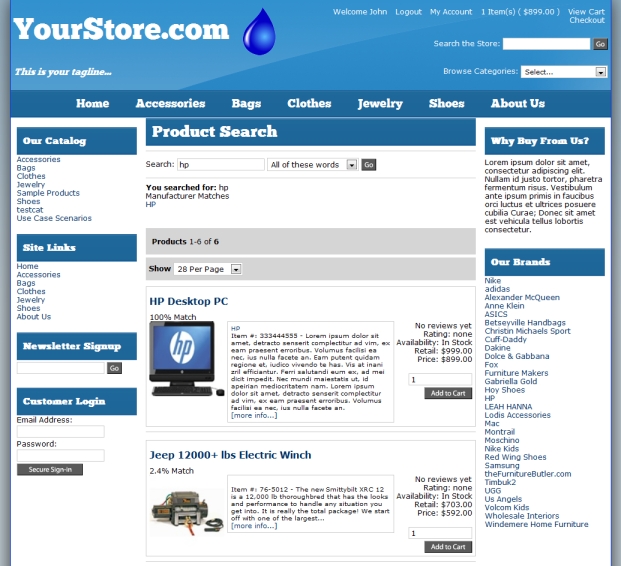 Welcome John Logout My Account 1 Item(s) ( $899.00 ) View Cart
Checkout
YourStore.com
Search the Store: Go
This is your tagline...
Browse Categories: Select...
Home Accessories Bags Clothes Jewelry Shoes About Us
Our Catalog
Accessories
Bags
Clothes
Jewelry
Sample Products
Shoes
testcat
Use Case Scenarios
Site Links
Home
Accessories
Bags
Clothes
Jewelry
Shoes
About Us
Newsletter Signup
Go
Customer Login
Email Address:
Password:
Secure Sign-in
Product Search
Search: hp All of these words Go
You searched for: hp
Manufacturer Matches
HP
Products 1-6 of 6
Show 28 Per Page
HP Desktop PC
100% Match
hp
HP
Item #: 333444555 - Lorem ipsum dolor sit
amet, detracto senserit complectitur ad vim, ex
eam praesent erroribus. Volumus facilisi ea
nec, ius nulla facete an. Eam putent quidam
regione et, iudico vivendo te has. Vis at inani
zril efficiantur. Ferri salutandi eum ex, ad mei
dicit impedit. Nec mundi maiestatis ut, id
apeirian mediocritatem nam. Lorem ipsum
dolor sit amet, detracto senserit complectitur
ad vim, ex eam praesent erroribus. Volumus
facilisi ea nec, ius nulla facete an.
[more info...]
No reviews yet
Rating: none
Availability: In Stock
Retail: $999.00
Price: $899.00
1
Add to Cart
Jeep 12000+ lbs Electric Winch
2.4% Match
Item #: 76-5012 - The new Smittybilt XRC 12
is a 12,000 lb thoroughbred that has the looks
and performance to handle any situation you
get into. It is really the total package! We start
off with one of the largest...
[more info...]
No reviews yet
Rating: none
Availability: In Stock
Retail: $703.00
Price: $592.00
1
Add to Cart
Why Buy From Us?
Lorem ipsum dolor sit amet,
consectetur adipiscing elit.
Nullam id justo tortor, pharetra
fermentum risus. Vestibulum
ante ipsum primis in faucibus
orci luctus et ultrices posuere
cubilia Curae; Donec sit amet
est vehicula tellus lobortis
consectetur.
Our Brands
Nike
adidas
Alexander McQueen
Anne Klein
ASICS
Betseyville Handbags
Christin Michaels Sport
Cuff-Daddy
Dakine
Dolce & Gabbana
Fox
Furniture Makers
Gabriella Gold
Hoy Shoes
HP
LEAH HANNA
Lodis Accessories
Mac
Montrail
Moschino
Nike Kids
Red Wing Shoes
Samsung
theFurnitureButler.com
Timbuk2
UGG
Us Angels
Volcom Kids
Wholesale Interiors
Windemere Home Furniture